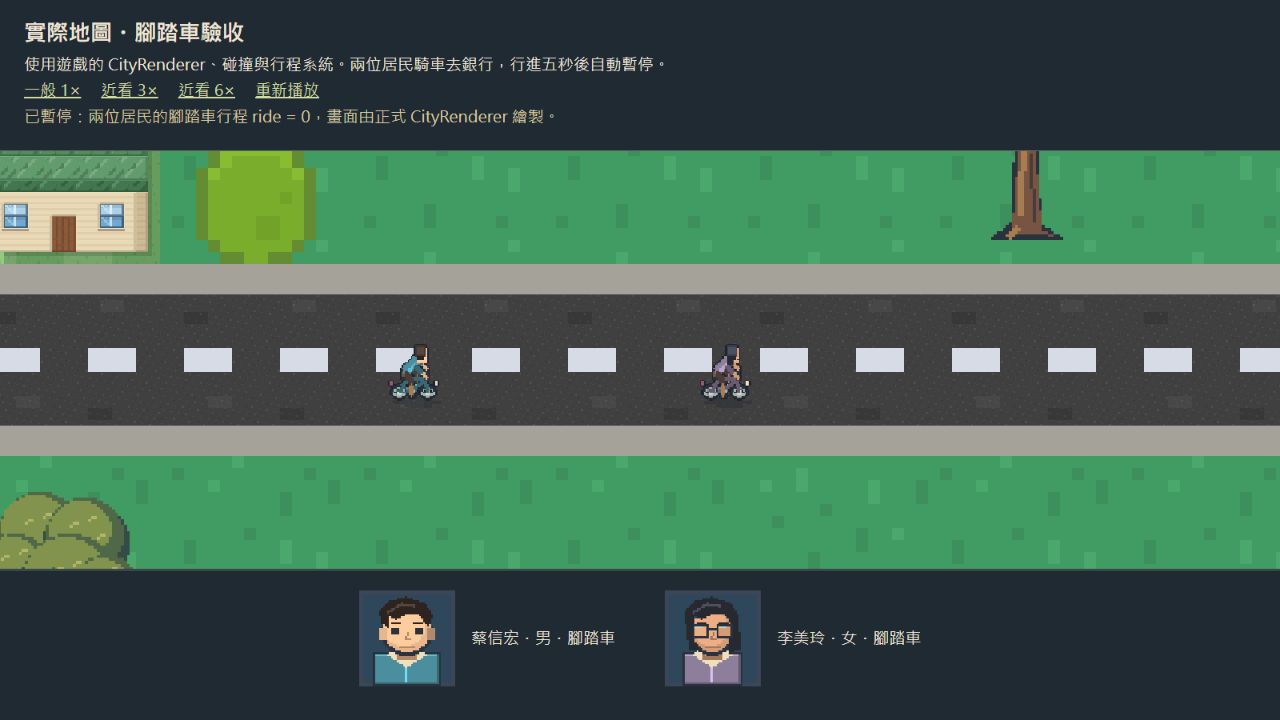 實際地圖・腳踏車驗收
使用遊戲的 CityRenderer、碰撞與行程系統。兩位居民騎車去銀行，行進五秒後自動暫停。
一般 1× 近看 3× 近看 6× 重新播放
已暫停：兩位居民的腳踏車行程 ride = 0，畫面由正式 CityRenderer 繪製。
蔡信宏・男・腳踏車
李美玲・女・腳踏車